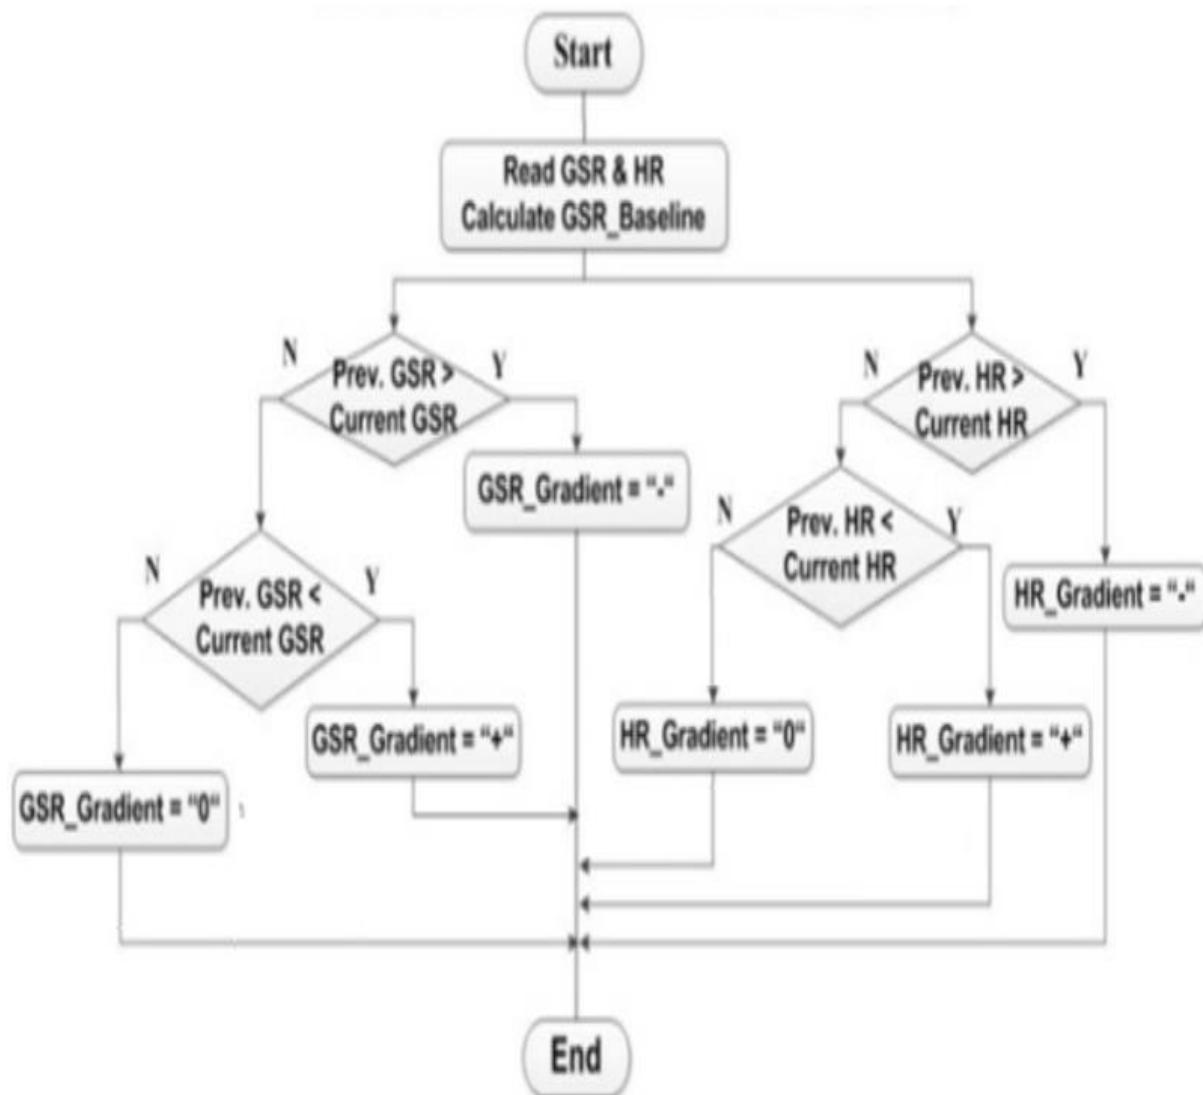 Start
Read GSR & HR
Calculate GSR_Baseline
N
Prev. GSR >
Current GSR
Y
N
Prev. HR >
Current HR
Y
GSR_Gradient = “-“
N
Prev. HR <
Current HR
Y
N
Prev. GSR <
Current GSR
Y
HR_Gradient = “-“
GSR_Gradient = “+“
HR_Gradient = “0“
HR_Gradient = “+“
GSR_Gradient = “0“
End